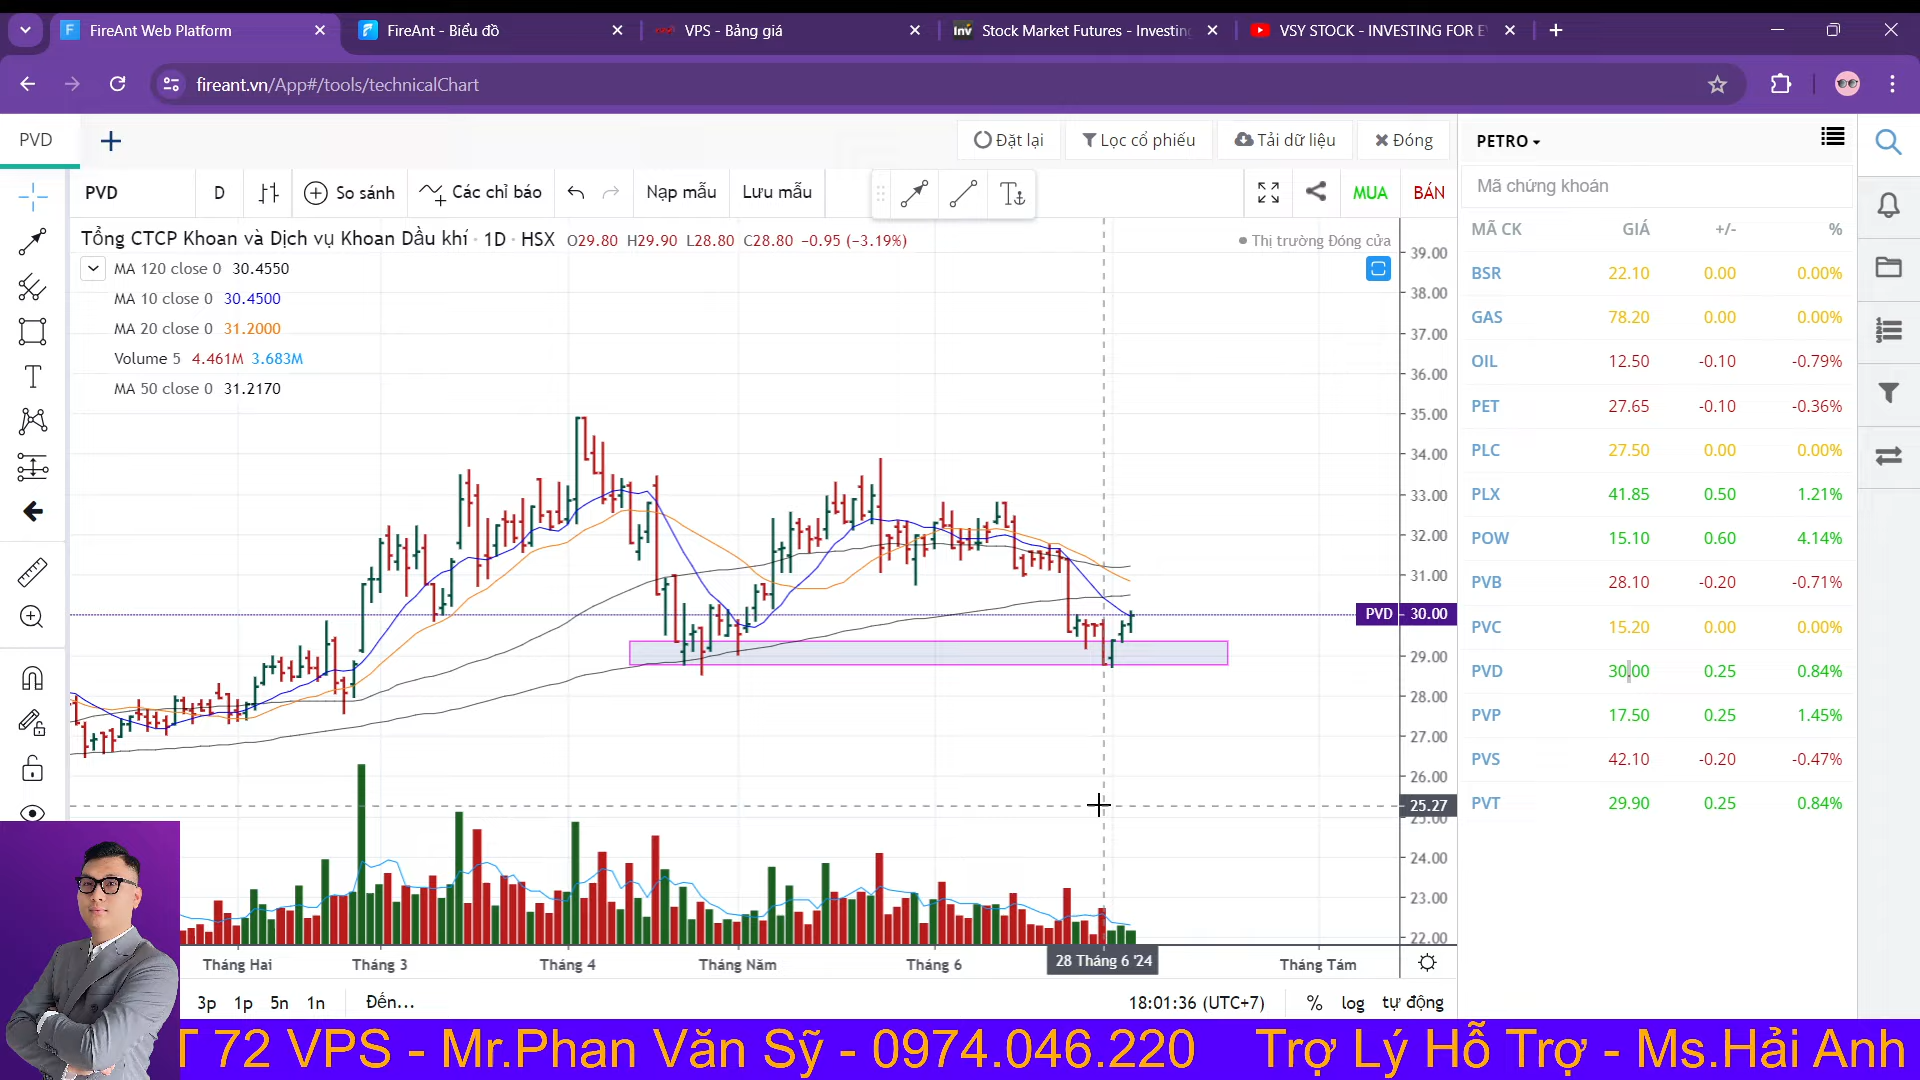 FireAnt Web Platform
FireAnt - Biểu đồ
VPS - Bảng giá
Stock Market Futures - Investing
VSY STOCK - INVESTING FOR E
fireant.vn/App#/tools/technicalChart
PVD
Đặt lại
Lọc cổ phiếu
Tải dữ liệu
Đóng
PETRO
PVD
D
So sánh
Các chỉ báo
Nạp mẫu
Lưu mẫu
MUA
BÁN
Mã chứng khoán
Tổng CTCP Khoan và Dịch vụ Khoan Dầu khí · 1D · HSX O29.80 H29.90 L28.80 C28.80 −0.95 (−3.19%)
Thị trường Đóng cửa
MA 120 close 0 30.4550
MA 10 close 0 30.4500
MA 20 close 0 31.2000
Volume 5 4.461M 3.683M
MA 50 close 0 31.2170
39.00
38.00
37.00
36.00
35.00
34.00
33.00
32.00
31.00
PVD 30.00
29.00
28.00
27.00
26.00
25.27
25.00
24.00
23.00
22.00
MÃ CK GIÁ +/- %
BSR 22.10 0.00 0.00%
GAS 78.20 0.00 0.00%
OIL 12.50 -0.10 -0.79%
PET 27.65 -0.10 -0.36%
PLC 27.50 0.00 0.00%
PLX 41.85 0.50 1.21%
POW 15.10 0.60 4.14%
PVB 28.10 -0.20 -0.71%
PVC 15.20 0.00 0.00%
PVD 30.00 0.25 0.84%
PVP 17.50 0.25 1.45%
PVS 42.10 -0.20 -0.47%
PVT 29.90 0.25 0.84%
Tháng Hai
Tháng 3
Tháng 4
Tháng Năm
Tháng 6
28 Tháng 6 '24
Tháng Tám
3p 1p 5n 1n Đến...
18:01:36 (UTC+7) % log tự động
T 72 VPS - Mr.Phan Văn Sỹ - 0974.046.220 Trợ Lý Hỗ Trợ - Ms.Hải Anh